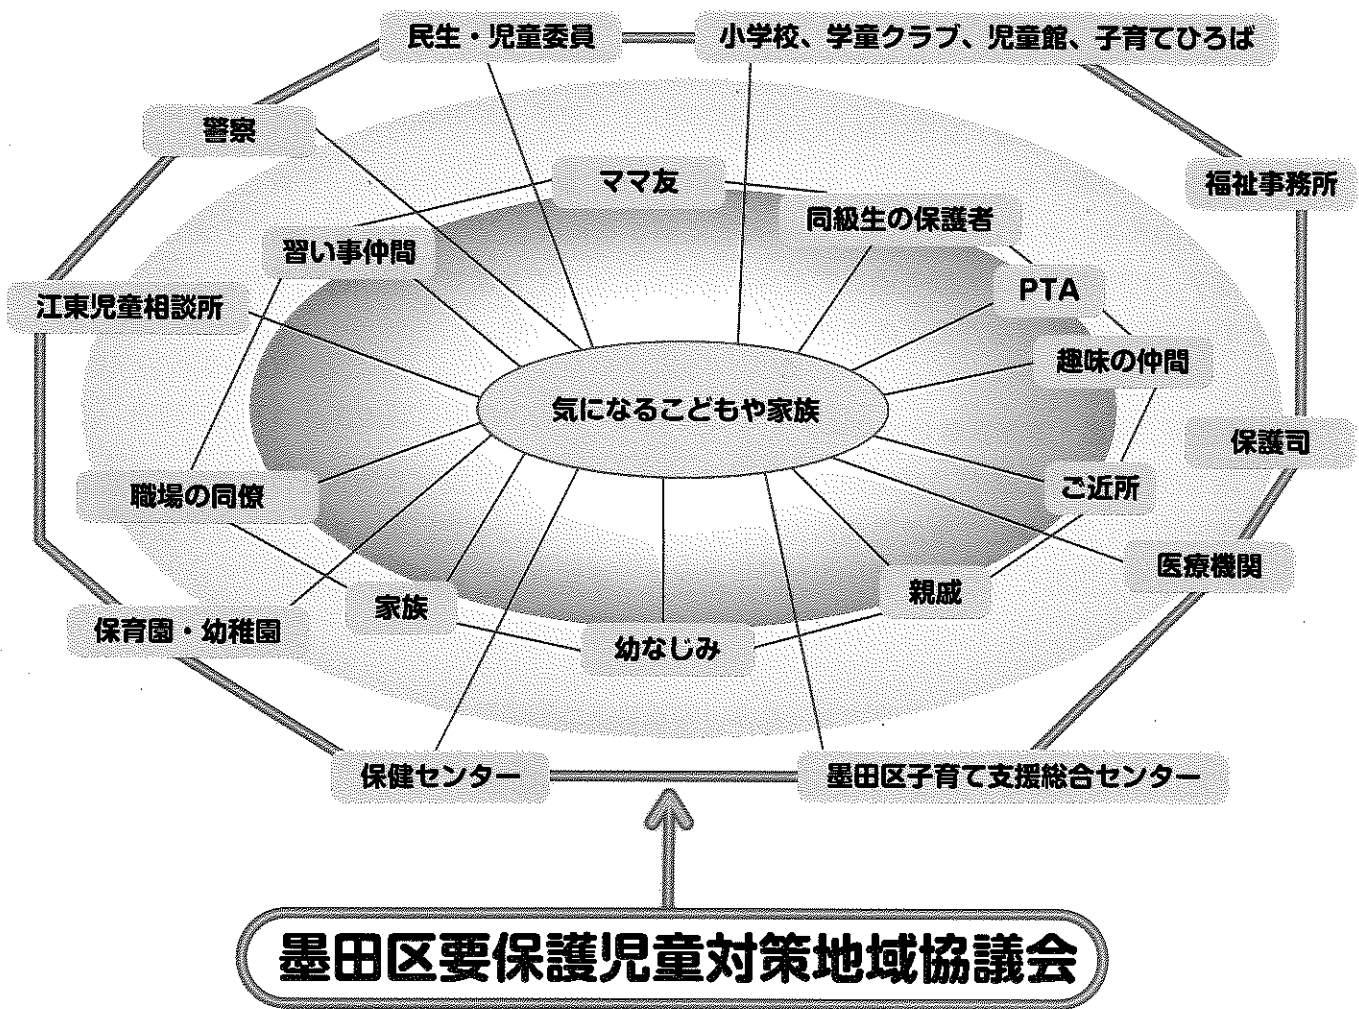 民生・児童委員
小学校、学童クラブ、児童館、子育てひろば
警察
福祉事務所
ママ友
同級生の保護者
習い事仲間
PTA
江東児童相談所
趣味の仲間
気になるこどもや家族
保護司
職場の同僚
ご近所
医療機関
家族
親戚
保育園・幼稚園
幼なじみ
保健センター
墨田区子育て支援総合センター
墨田区要保護児童対策地域協議会